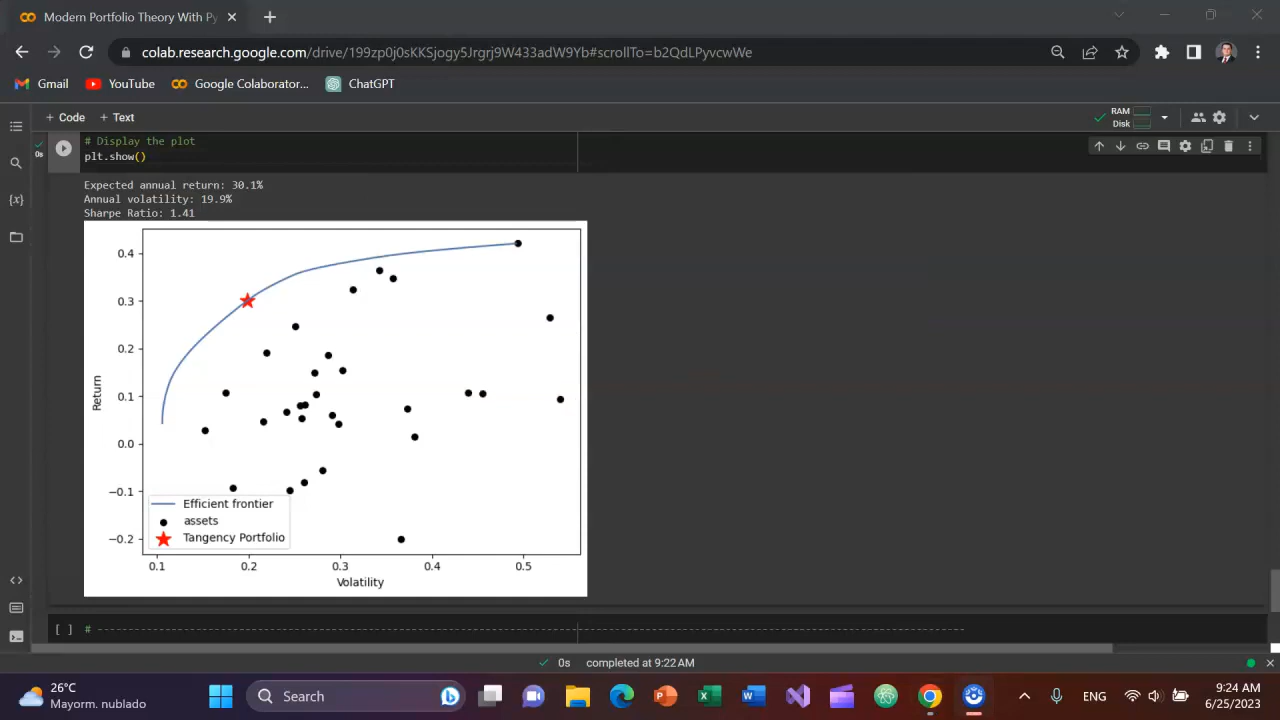 Modern Portfolio Theory With Py
colab.research.google.com/drive/199zp0j0sKKSjogy5Jrgrj9W433adW9Yb#scrollTo=b2QdLPyvcwWe
Gmail YouTube Google Colaborator... ChatGPT
+ Code + Text RAM
Disk
# Display the plot
0s
plt.show()
Expected annual return: 30.1%
Annual volatility: 19.9%
Sharpe Ratio: 1.41
{x}
0.4
0.3
0.2
0.1
0.0
−0.1
−0.2
Return
Efficient frontier
assets
Tangency Portfolio
0.1 0.2 0.3 0.4 0.5
Volatility
[ ] # ------------------------------------------------------------------------
0s completed at 9:22 AM
26°C
Mayorm. nublado
Search
ENG
9:24 AM
6/25/2023